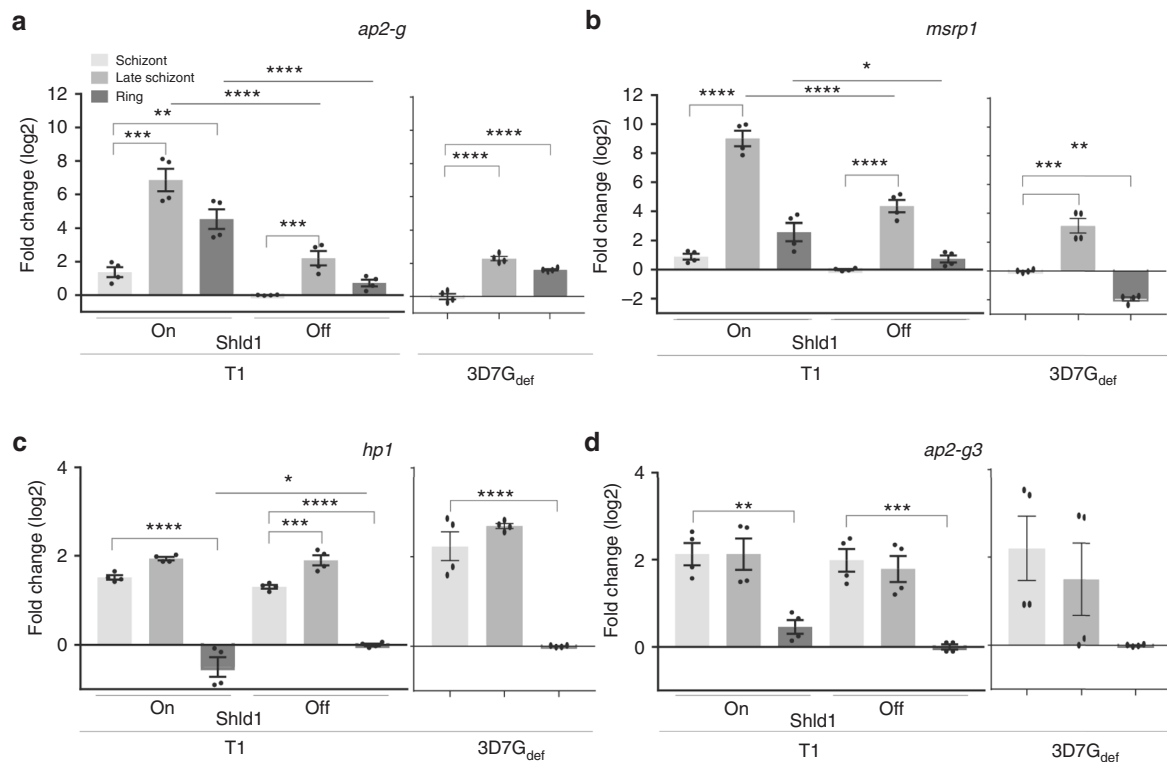 a
ap2-g
Schizont
Late schizont
Ring
****
****
**
***
***
****
****
Fold change (log2)
12
10
8
6
4
2
0
On
Off
Shld1
T1
3D7Gdef
b
msrp1
*
****
****
****
**
***
Fold change (log2)
12
10
8
6
4
2
0
−2
On
Off
Shld1
T1
3D7Gdef
c
hp1
*
****
****
***
****
Fold change (log2)
4
2
0
On
Off
Shld1
T1
3D7Gdef
d
ap2-g3
**
***
Fold change (log2)
4
2
0
On
Off
Shld1
T1
3D7Gdef